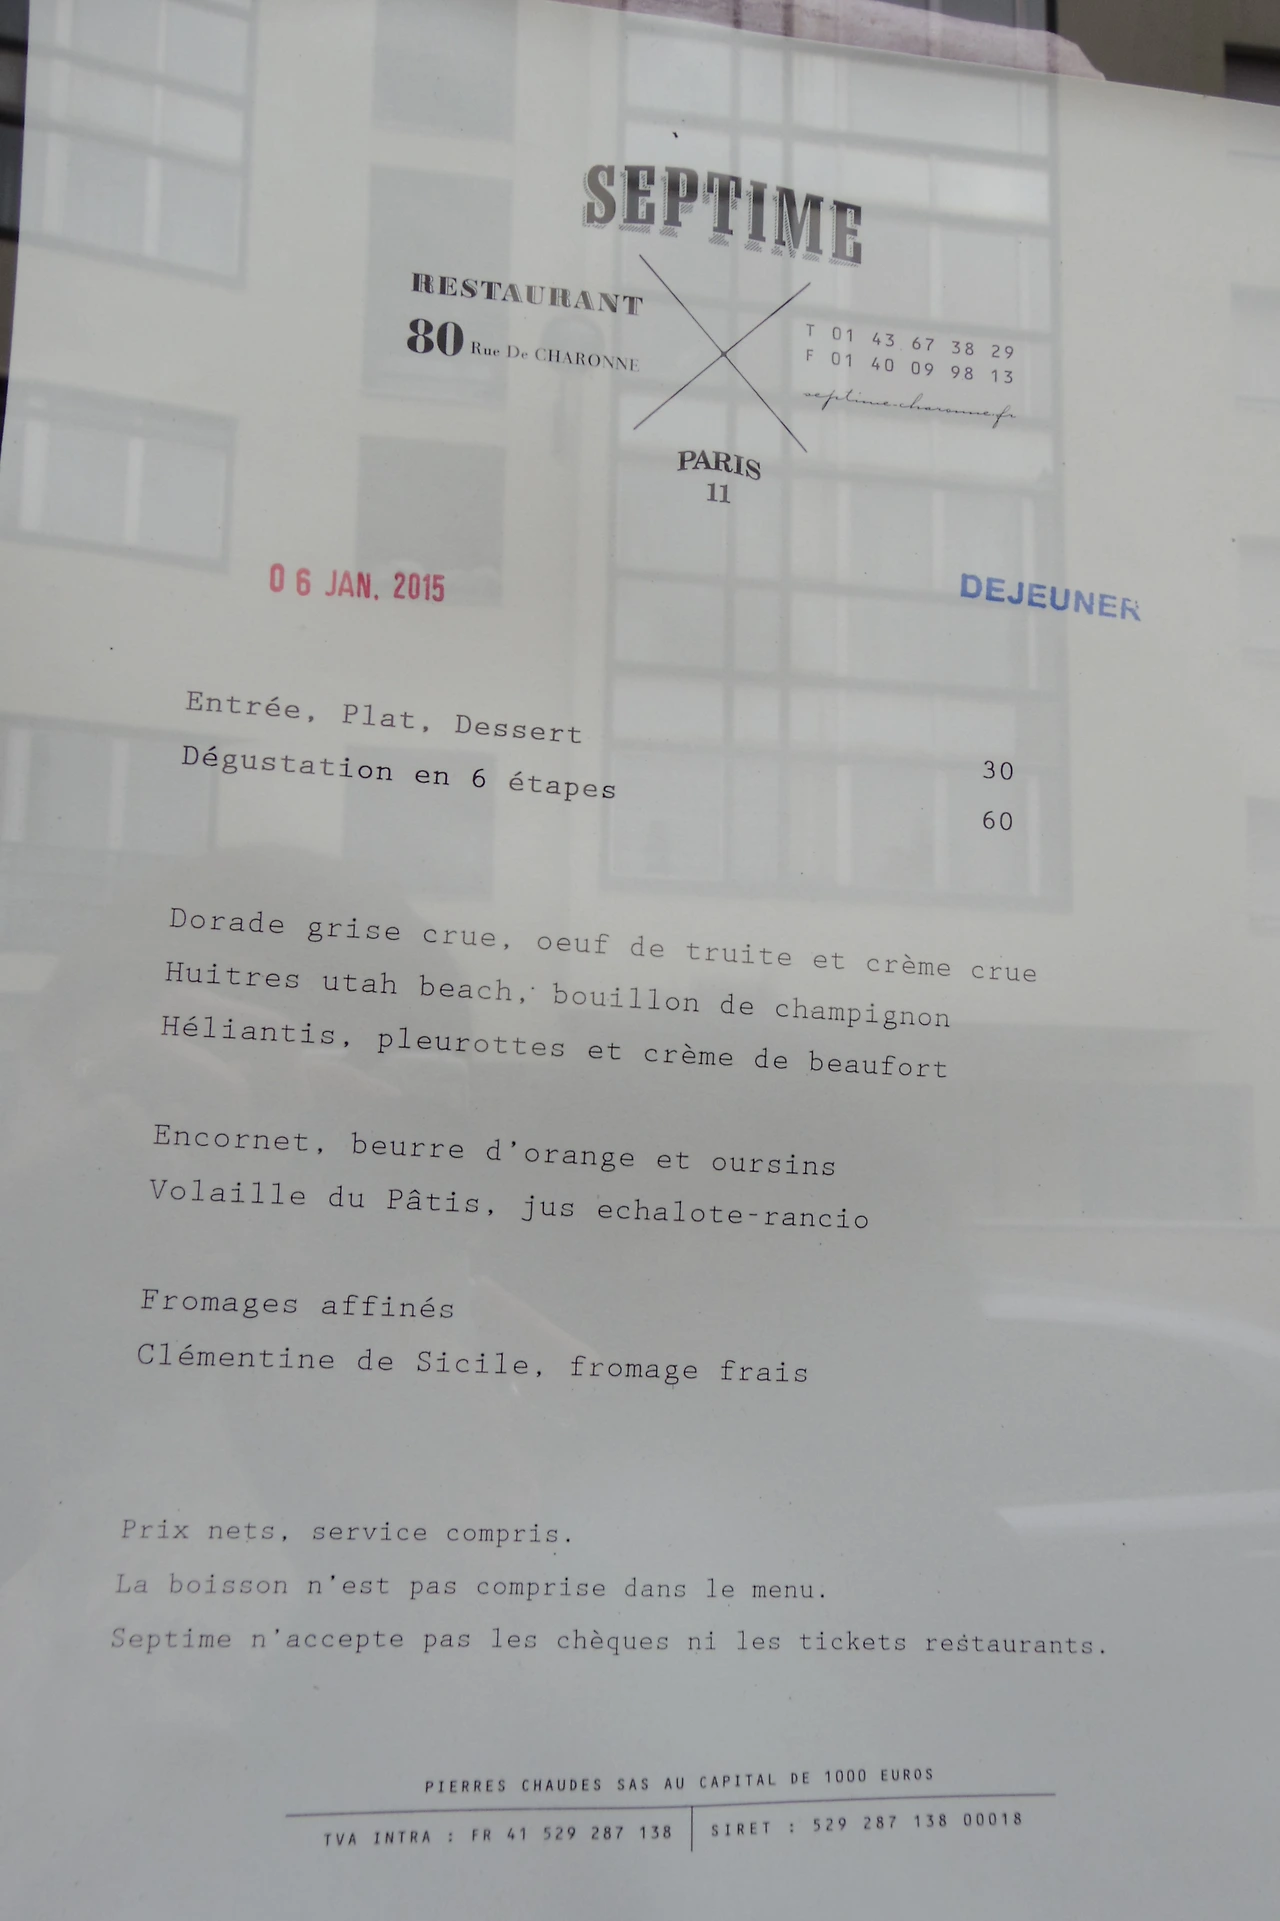 SEPTIME
RESTAURANT
80 Rue De CHARONNE
T 01 43 67 38 29
F 01 40 09 98 13
septime-charonne.fr
PARIS
11
06 JAN. 2015
DEJEUNER
Entrée, Plat, Dessert 30
Dégustation en 6 étapes 60
Dorade grise crue, oeuf de truite et crème crue
Huitres utah beach, bouillon de champignon
Héliantis, pleurottes et crème de beaufort
Encornet, beurre d'orange et oursins
Volaille du Pâtis, jus echalote-rancio
Fromages affinés
Clémentine de Sicile, fromage frais
Prix nets, service compris.
La boisson n'est pas comprise dans le menu.
Septime n'accepte pas les chèques ni les tickets restaurants.
PIERRES CHAUDES SAS AU CAPITAL DE 1000 EUROS
TVA INTRA : FR 41 529 287 138
SIRET : 529 287 138 00018